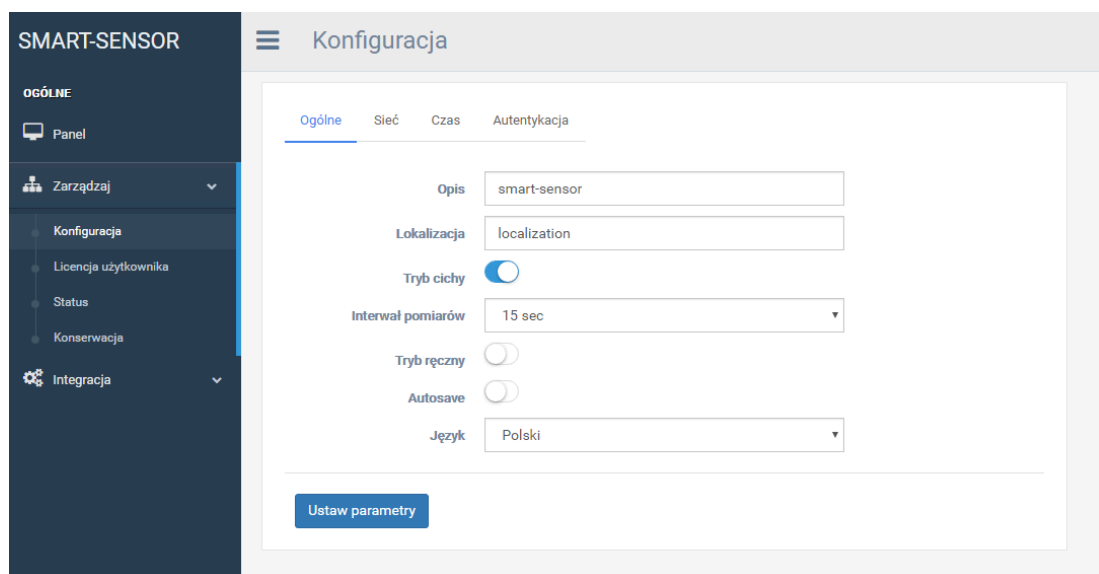 SMART-SENSOR
OGÓLNE
Panel
Zarządzaj
Konfiguracja
Licencja użytkownika
Status
Konserwacja
Integracja
Konfiguracja
Ogólne Sieć Czas Autentykacja
Opis smart-sensor
Lokalizacja localization
Tryb cichy
Interwał pomiarów 15 sec
Tryb ręczny
Autosave
Język Polski
Ustaw parametry